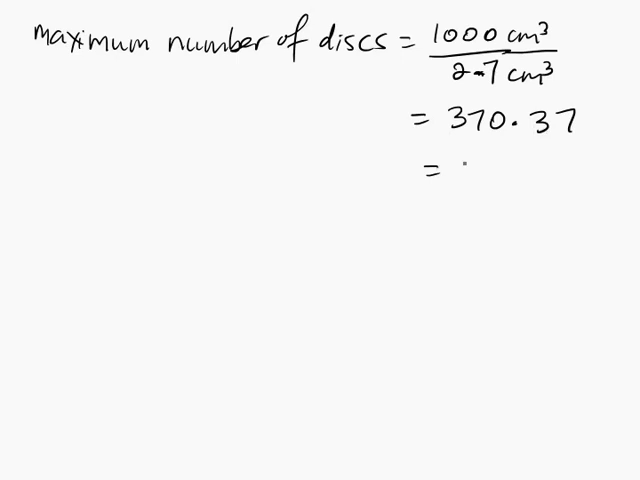 maximum number of discs = 1000 cm³ / 2.7 cm³
= 370.37
=